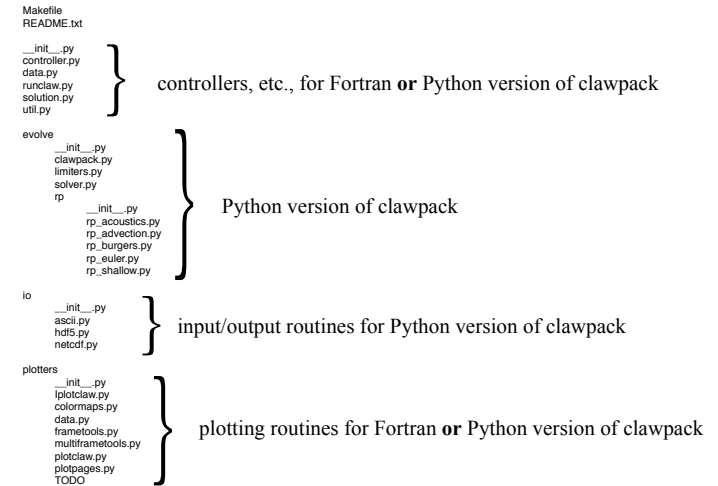 Makefile
README.txt
__init__.py
controller.py
data.py
runclaw.py
solution.py
util.py
controllers, etc., for Fortran or Python version of clawpack
evolve
__init__.py
clawpack.py
limiters.py
solver.py
rp
__init__.py
rp_acoustics.py
rp_advection.py
rp_burgers.py
rp_euler.py
rp_shallow.py
Python version of clawpack
io
__init__.py
ascii.py
hdf5.py
netcdf.py
input/output routines for Python version of clawpack
plotters
__init__.py
Iplotclaw.py
colormaps.py
data.py
frametools.py
multiframetools.py
plotclaw.py
plotpages.py
TODO
plotting routines for Fortran or Python version of clawpack